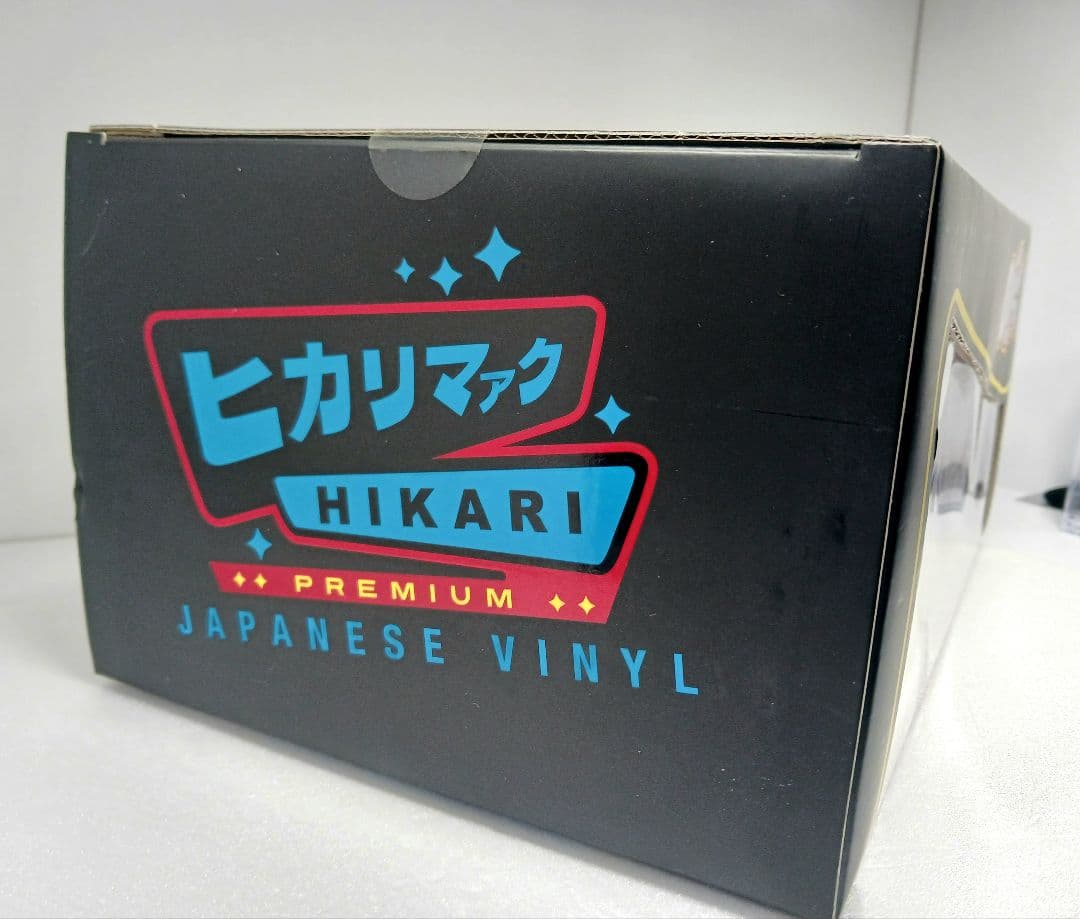 ヒカリマァク
HIKARI
PREMIUM
JAPANESE VINYL